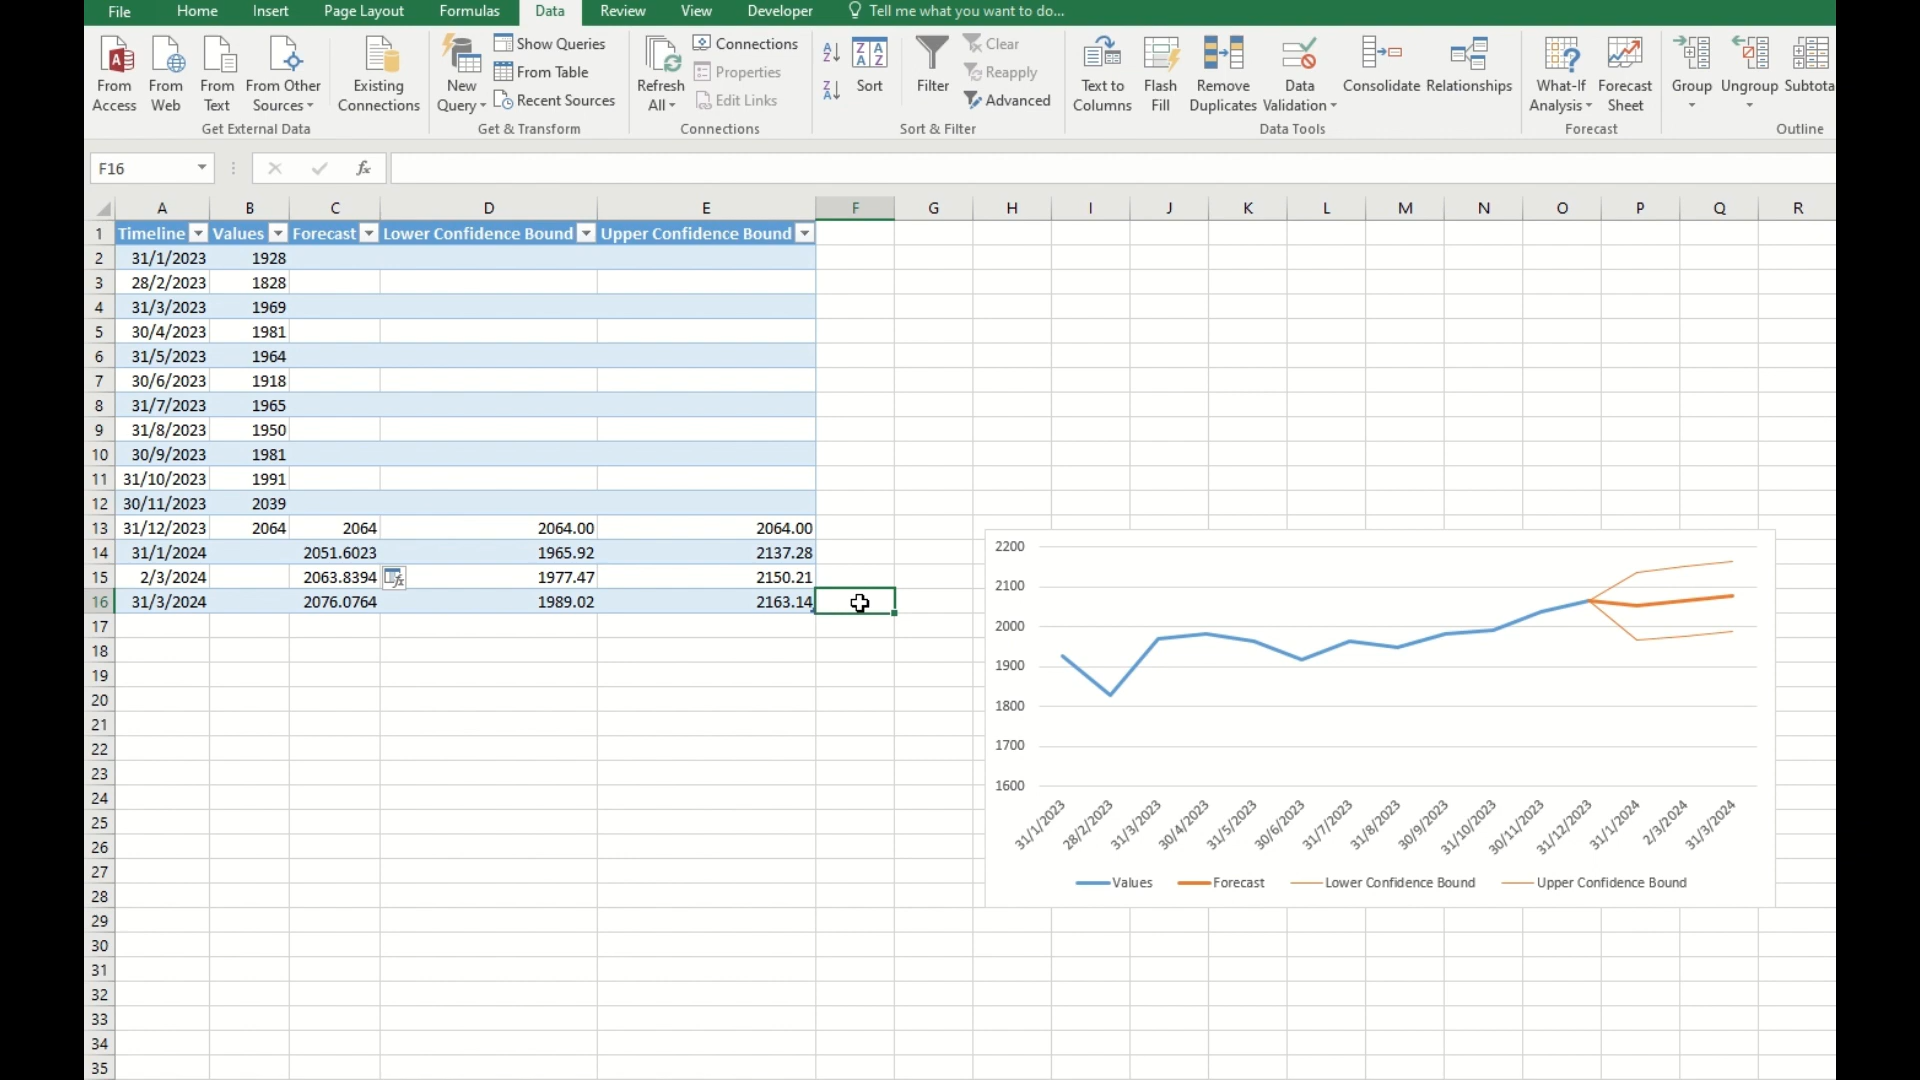 File Home Insert Page Layout Formulas Data Review View Developer Tell me what you want to do...
From Access From Web From Text From Other Sources Existing Connections
Get External Data
New Query Show Queries From Table Recent Sources
Get & Transform
Refresh All Connections Properties Edit Links
Connections
Sort Filter Clear Reapply Advanced
Sort & Filter
Text to Columns Flash Fill Remove Duplicates Data Validation Consolidate Relationships
Data Tools
What-If Analysis Forecast Sheet
Forecast
Group Ungroup Subtota
Outline
F16 fx
A B C D E F G H I J K L M N O P Q R
1 Timeline Values Forecast Lower Confidence Bound Upper Confidence Bound
2 31/1/2023 1928
3 28/2/2023 1828
4 31/3/2023 1969
5 30/4/2023 1981
6 31/5/2023 1964
7 30/6/2023 1918
8 31/7/2023 1965
9 31/8/2023 1950
10 30/9/2023 1981
11 31/10/2023 1991
12 30/11/2023 2039
13 31/12/2023 2064 2064 2064.00 2064.00
14 31/1/2024 2051.6023 1965.92 2137.28
15 2/3/2024 2063.8394 1977.47 2150.21
16 31/3/2024 2076.0764 1989.02 2163.14
17
18
19
20
21
22
23
24
25
26
27
28
29
30
31
32
33
34
35
2200
2100
2000
1900
1800
1700
1600
31/1/2023 28/2/2023 31/3/2023 30/4/2023 31/5/2023 30/6/2023 31/7/2023 31/8/2023 30/9/2023 31/10/2023 30/11/2023 31/12/2023 31/1/2024 2/3/2024 31/3/2024
Values Forecast Lower Confidence Bound Upper Confidence Bound